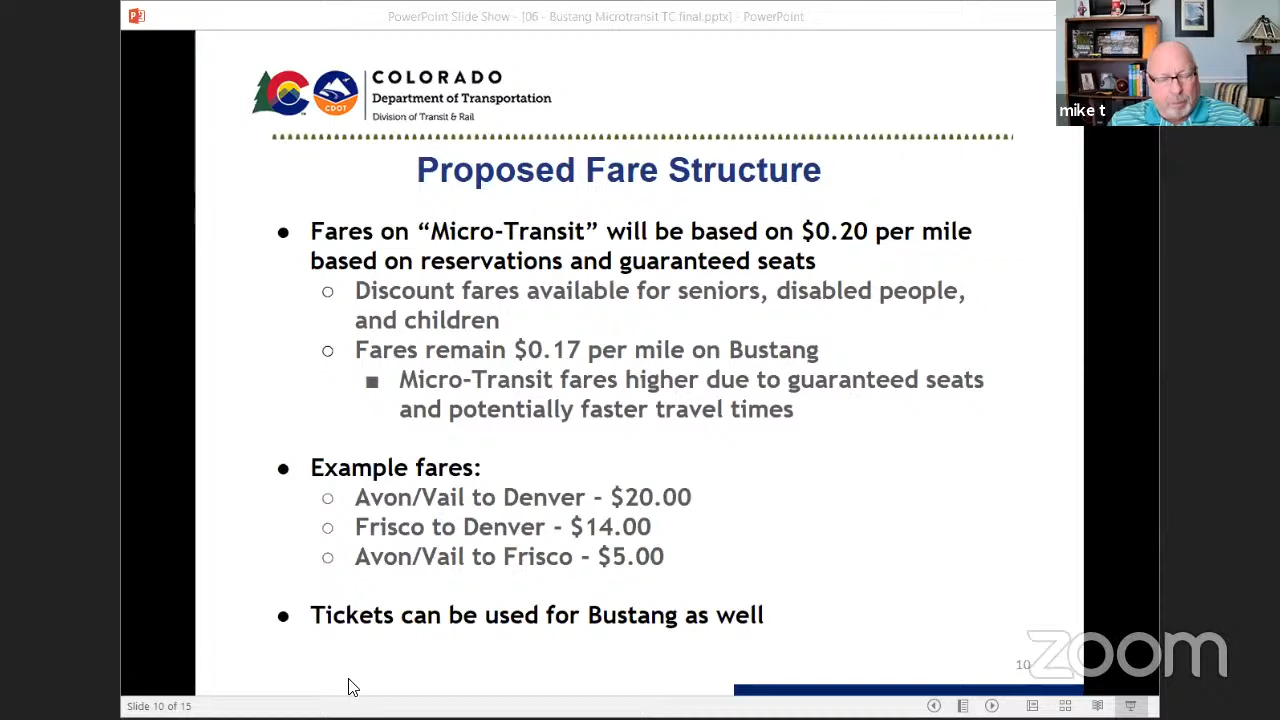 PowerPoint Slide Show - [06 - Bustang Microtransit TC final.pptx] - PowerPoint
mike t
COLORADO
Department of Transportation
Division of Transit & Rail
CDOT
Proposed Fare Structure
● Fares on “Micro-Transit” will be based on $0.20 per mile
based on reservations and guaranteed seats
○ Discount fares available for seniors, disabled people,
and children
○ Fares remain $0.17 per mile on Bustang
■ Micro-Transit fares higher due to guaranteed seats
and potentially faster travel times
● Example fares:
○ Avon/Vail to Denver - $20.00
○ Frisco to Denver - $14.00
○ Avon/Vail to Frisco - $5.00
● Tickets can be used for Bustang as well
10
zoom
Slide 10 of 15